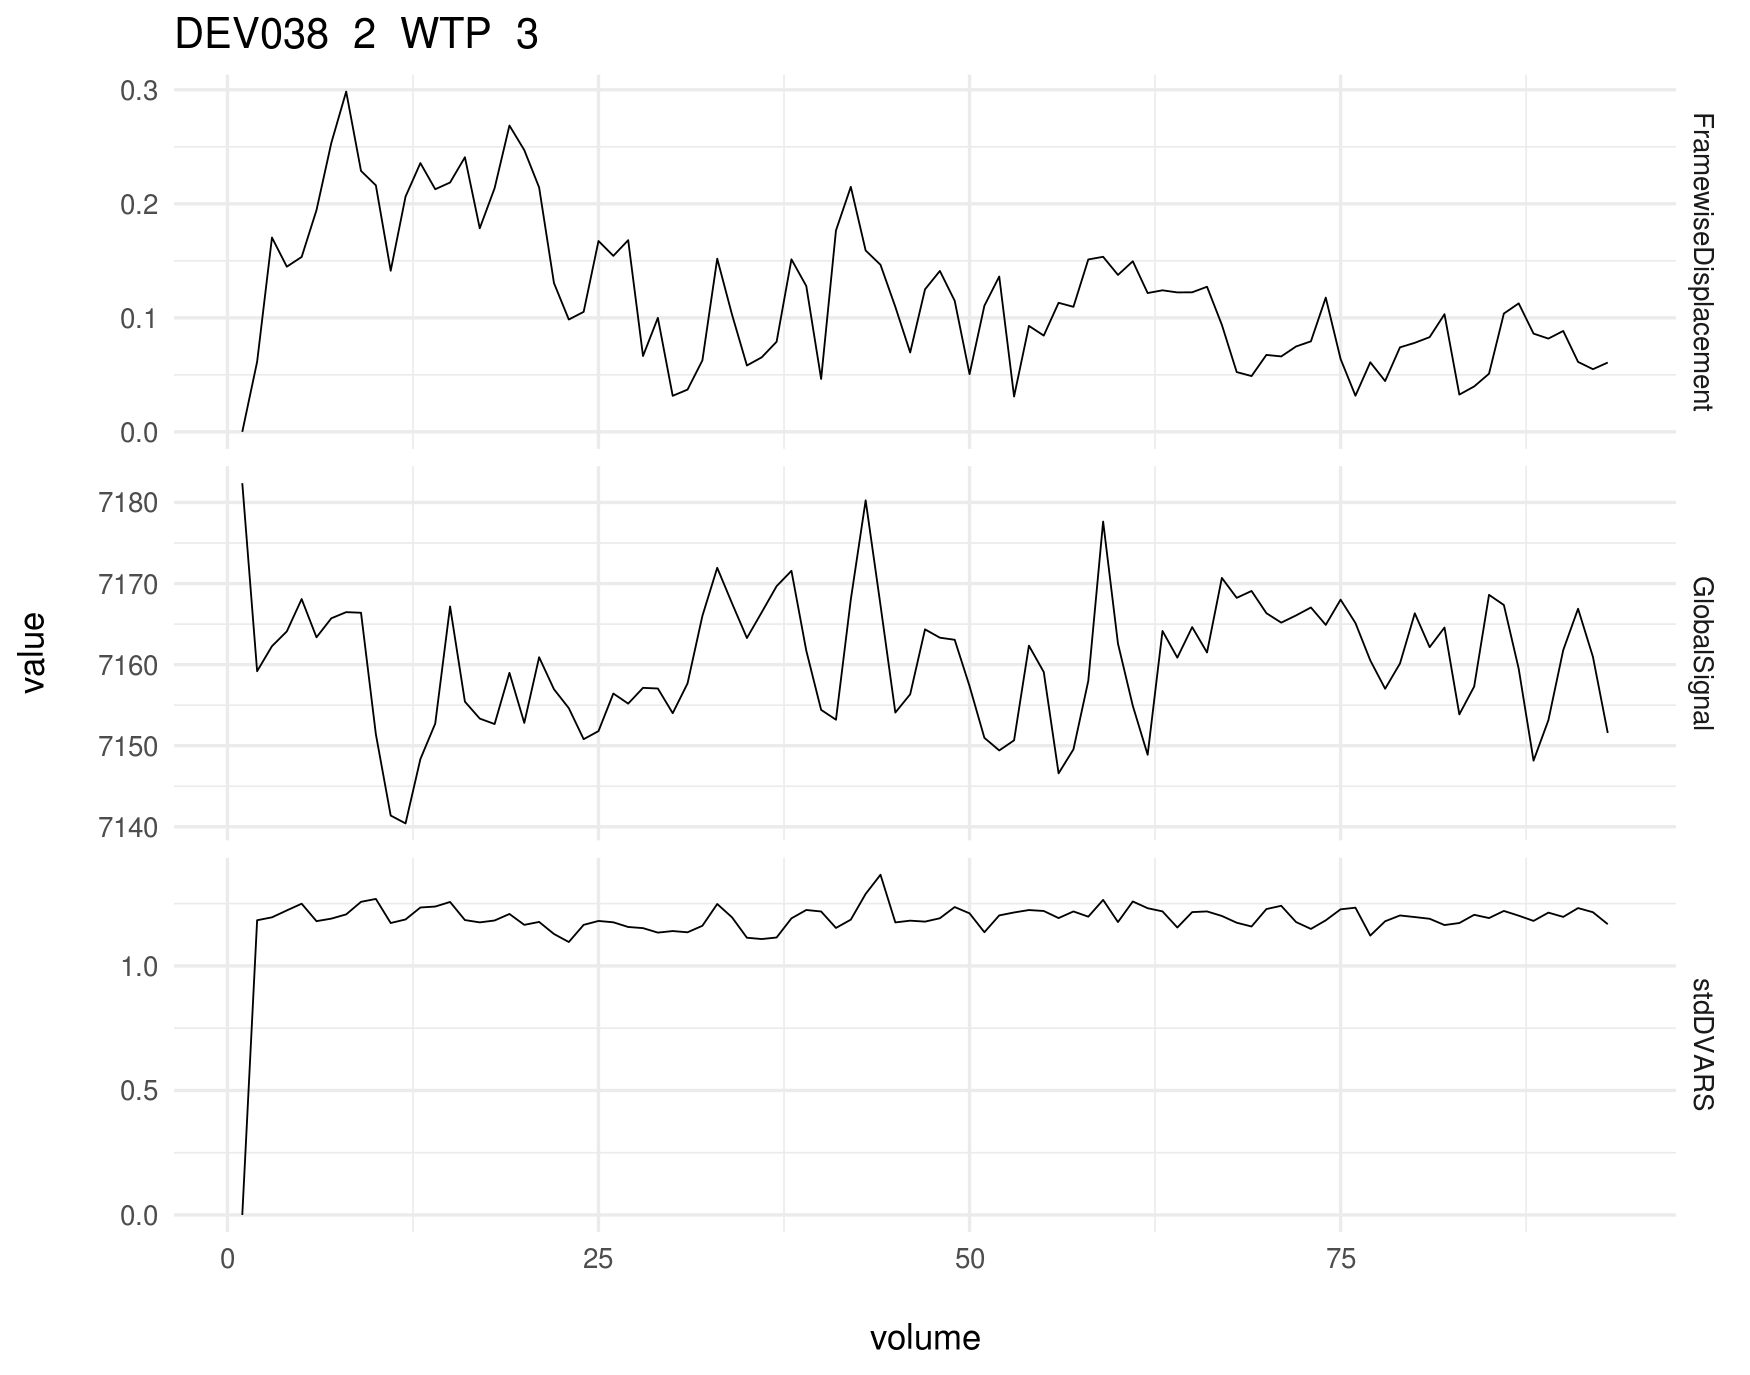 DEV038 2 WTP 3
0.3
0.2
0.1
0.0
FramewiseDisplacement
7180
7170
7160
7150
7140
GlobalSignal
value
1.0
0.5
0.0
stdDVARS
0 25 50 75
volume